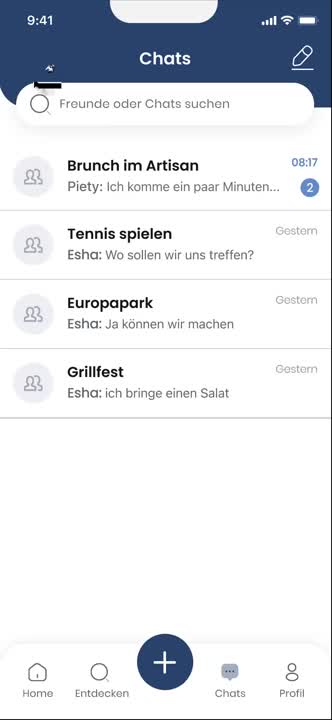 9:41
Chats
Freunde oder Chats suchen
Brunch im Artisan 08:17
Piety: Ich komme ein paar Minuten... 2
Tennis spielen Gestern
Esha: Wo sollen wir uns treffen?
Europapark Gestern
Esha: Ja können wir machen
Grillfest Gestern
Esha: ich bringe einen Salat
Home Entdecken Chats Profil